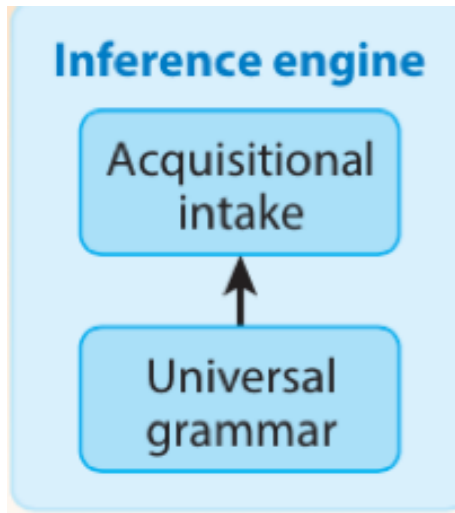 Inference engine
Acquisitional
intake
Universal
grammar